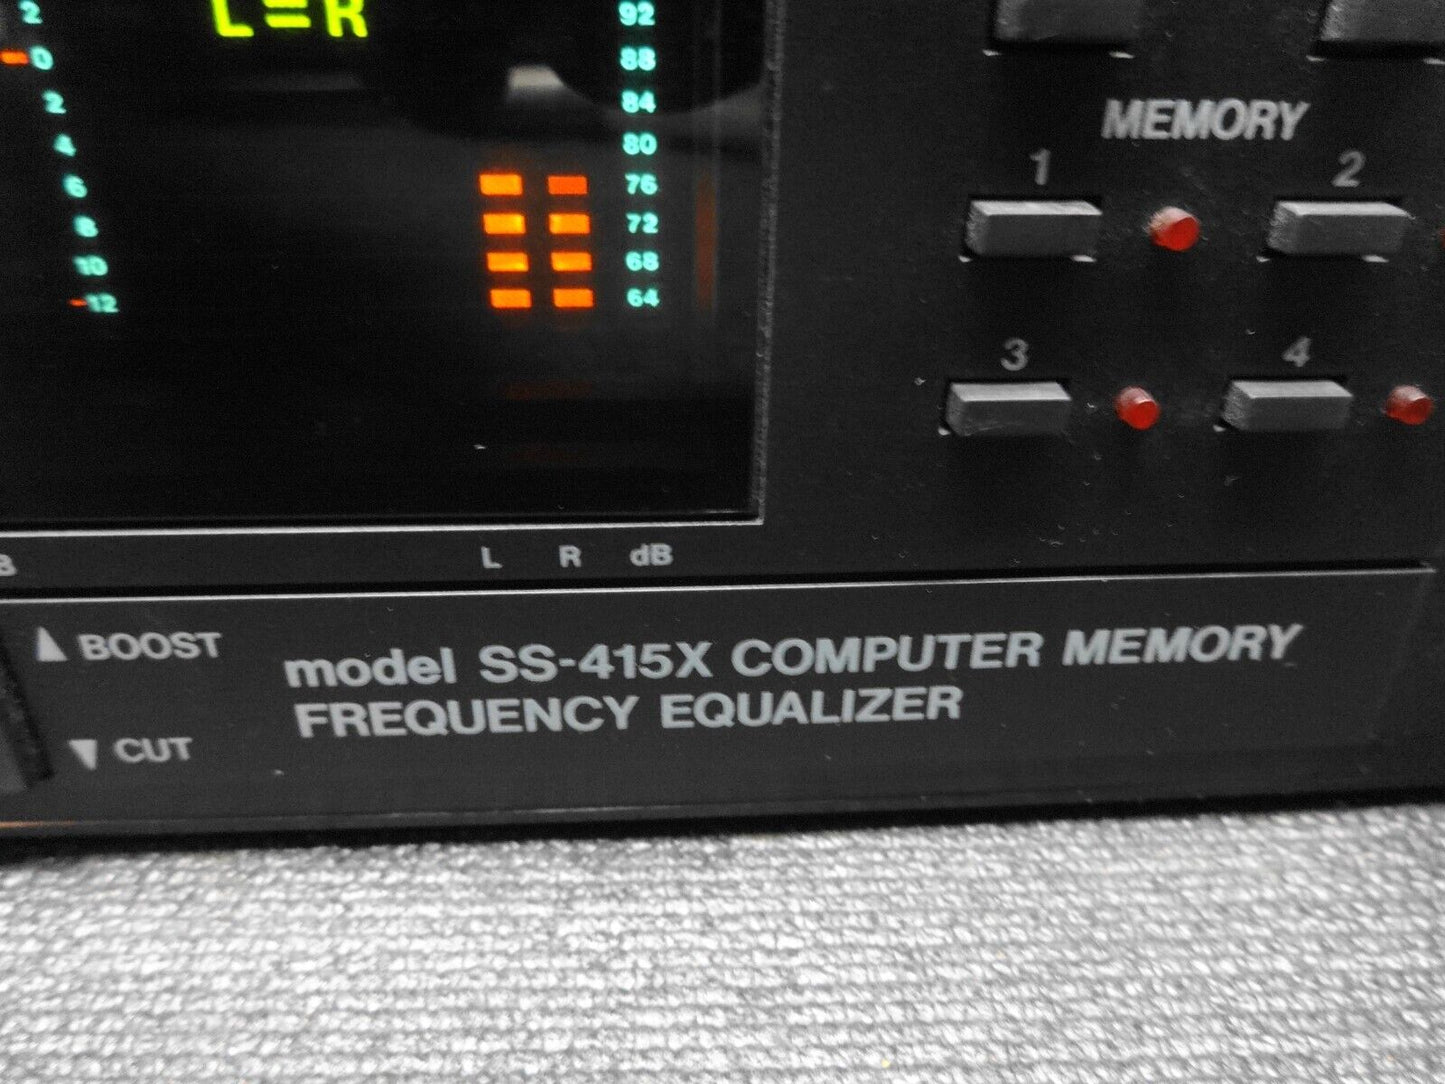 L=R
2
0
2
4
6
8
10
-12
92
88
84
80
76
72
68
64
MEMORY
1 2
3 4
L R dB
BOOST
CUT
model SS-415X COMPUTER MEMORY
FREQUENCY EQUALIZER